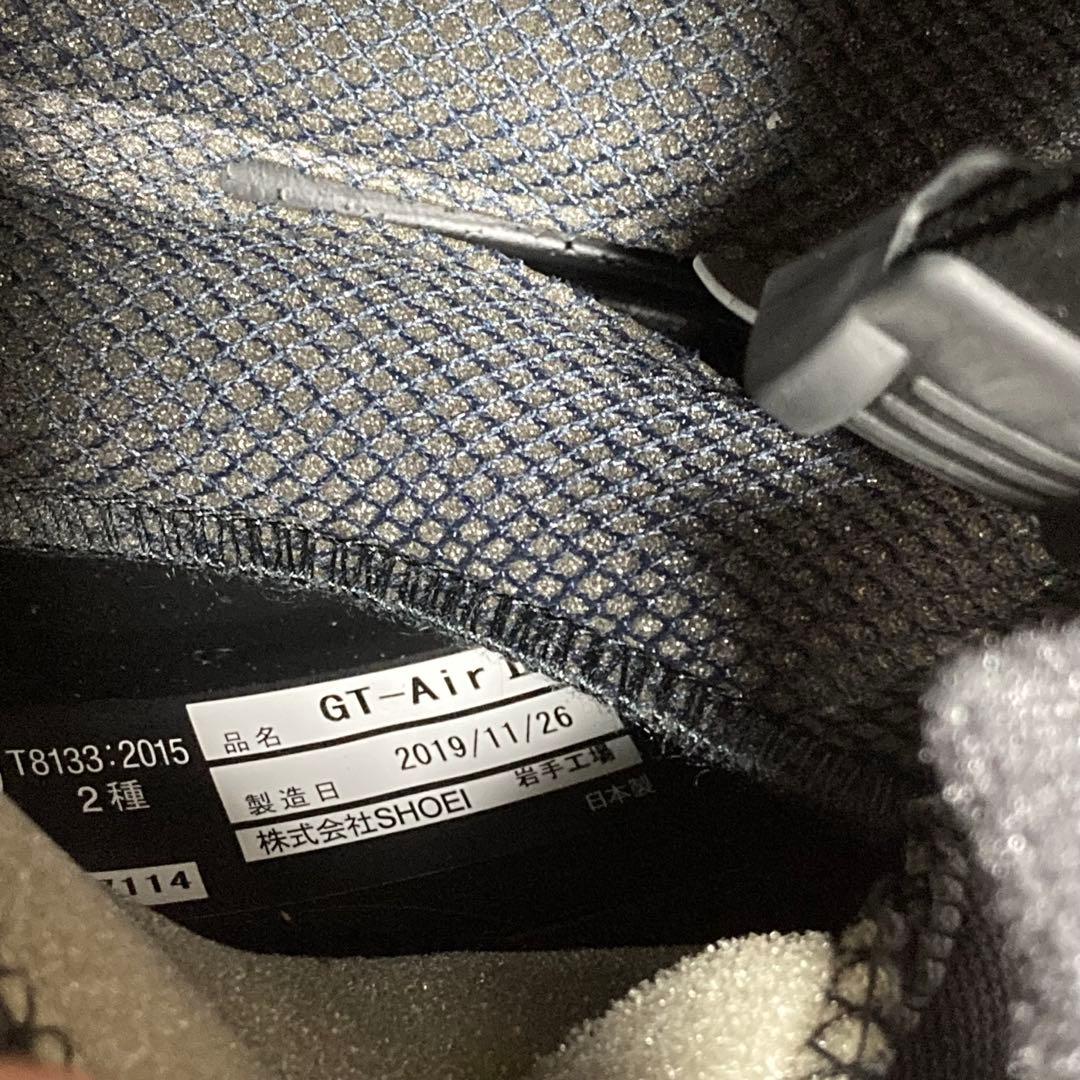 T8133:2015
2種
7114
品名 GT-Air
製造日 2019/11/26
株式会社SHOEI 岩手工場
日本製